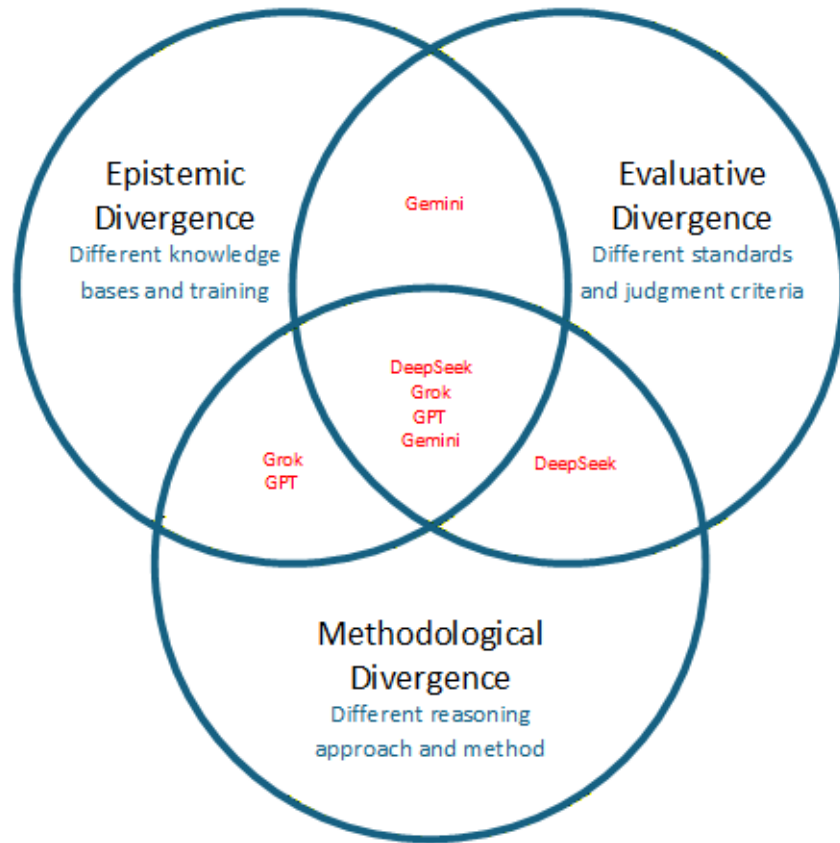 Epistemic
Divergence
Different knowledge
bases and training
Gemini
Evaluative
Divergence
Different standards
and judgment criteria
DeepSeek
Grok
GPT
Gemini
Grok
GPT
DeepSeek
Methodological
Divergence
Different reasoning
approach and method